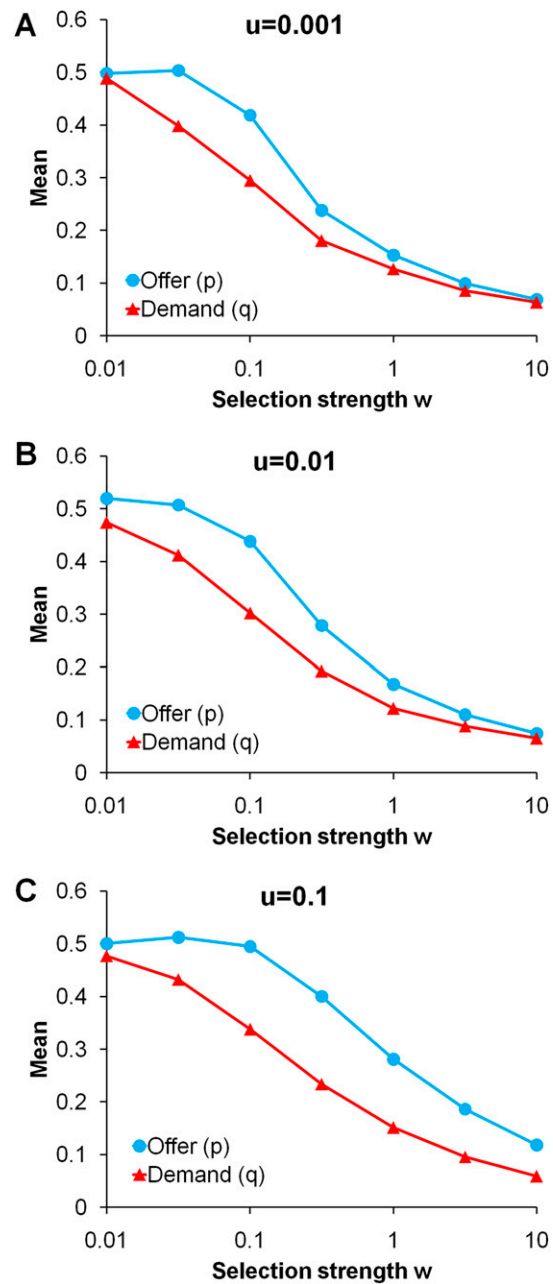 A
u=0.001
0.6
0.5
0.4
0.3
0.2
0.1
0
Mean
Offer (p)
Demand (q)
0.01 0.1 1 10
Selection strength w
B
u=0.01
0.6
0.5
0.4
0.3
0.2
0.1
0
Mean
Offer (p)
Demand (q)
0.01 0.1 1 10
Selection strength w
C
u=0.1
0.6
0.5
0.4
0.3
0.2
0.1
0
Mean
Offer (p)
Demand (q)
0.01 0.1 1 10
Selection strength w